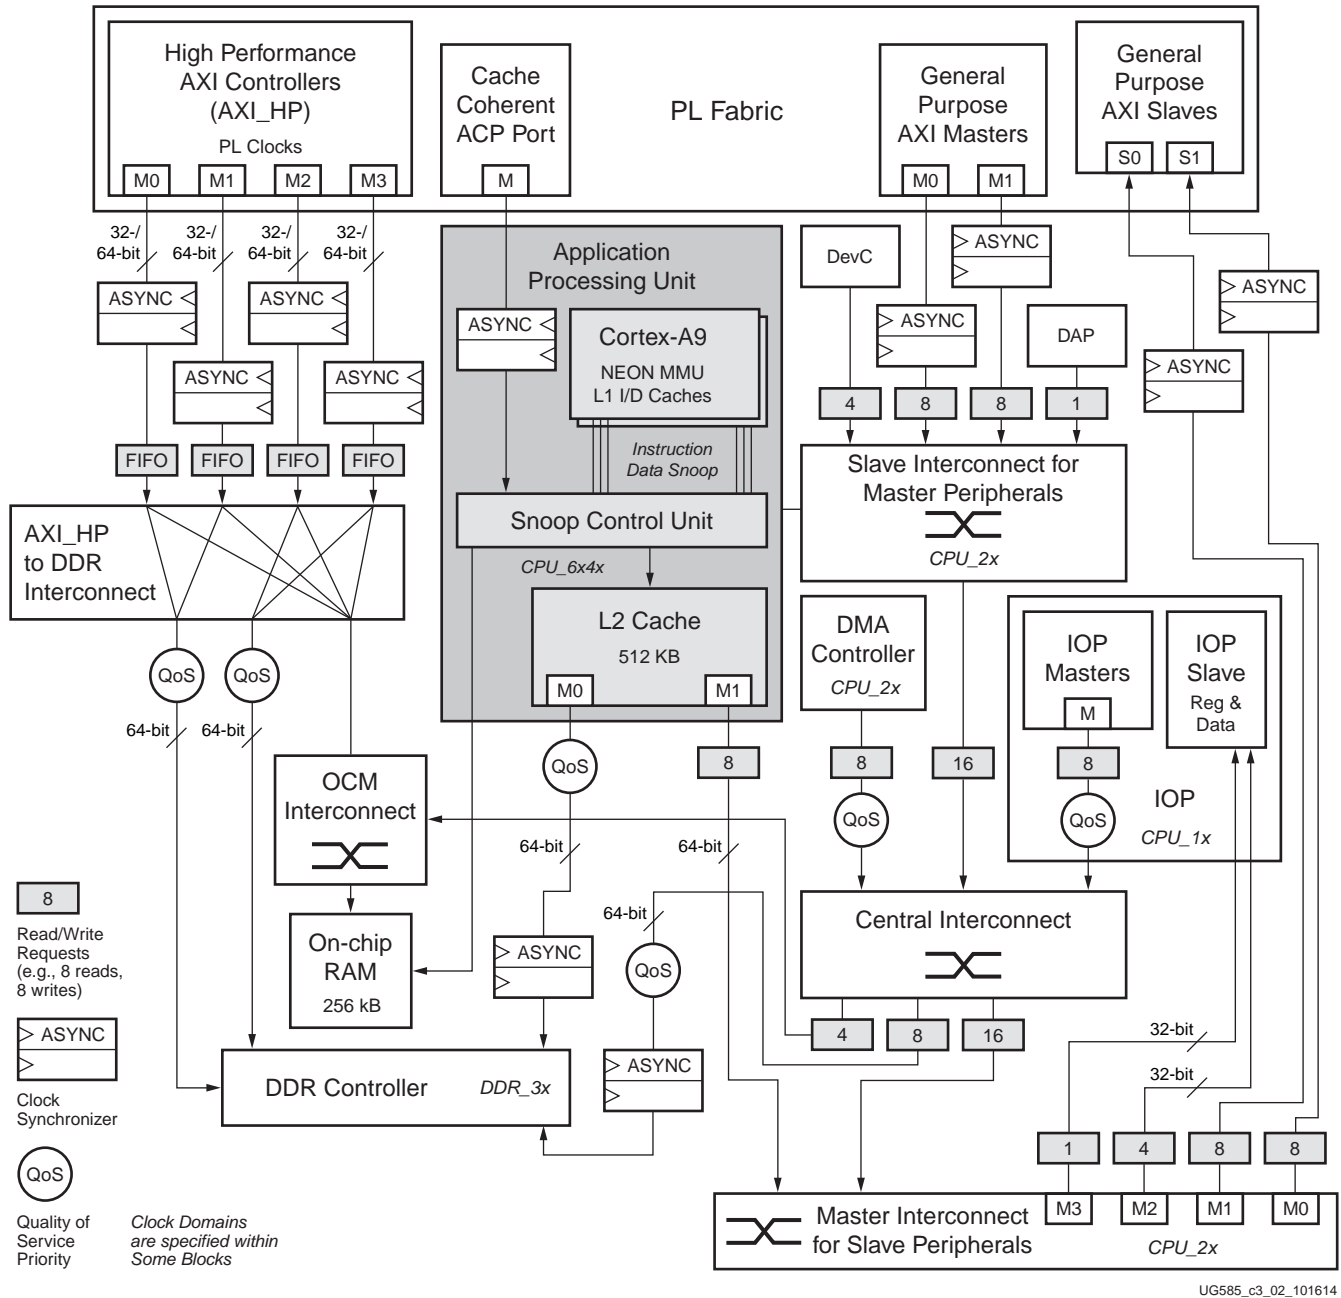 High Performance
AXI Controllers
(AXI_HP)
PL Clocks
M0
M1
M2
M3
Cache
Coherent
ACP Port
M
PL Fabric
General
Purpose
AXI Masters
M0
M1
General
Purpose
AXI Slaves
S0
S1
32-/
64-bit
32-/
64-bit
32-/
64-bit
32-/
64-bit
ASYNC
ASYNC
ASYNC
ASYNC
FIFO
FIFO
FIFO
FIFO
AXI_HP
to DDR
Interconnect
QoS
QoS
64-bit
64-bit
Application
Processing Unit
ASYNC
Cortex-A9
NEON MMU
L1 I/D Caches
Instruction
Data Snoop
Snoop Control Unit
CPU_6x4x
L2 Cache
512 KB
M0
M1
DevC
ASYNC
ASYNC
DAP
ASYNC
ASYNC
4
8
8
1
Slave Interconnect for
Master Peripherals
CPU_2x
DMA
Controller
CPU_2x
IOP
Masters
M
IOP
Slave
Reg &
Data
QoS
8
8
16
8
QoS
QoS
IOP
CPU_1x
OCM
Interconnect
64-bit
64-bit
64-bit
Central Interconnect
On-chip
RAM
256 kB
ASYNC
QoS
4
8
16
ASYNC
DDR Controller
DDR_3x
32-bit
32-bit
1
4
8
8
M3
M2
M1
M0
Master Interconnect
for Slave Peripherals
CPU_2x
8
Read/Write
Requests
(e.g., 8 reads,
8 writes)
ASYNC
Clock
Synchronizer
QoS
Quality of
Service
Priority
Clock Domains
are specified within
Some Blocks
UG585_c3_02_101614